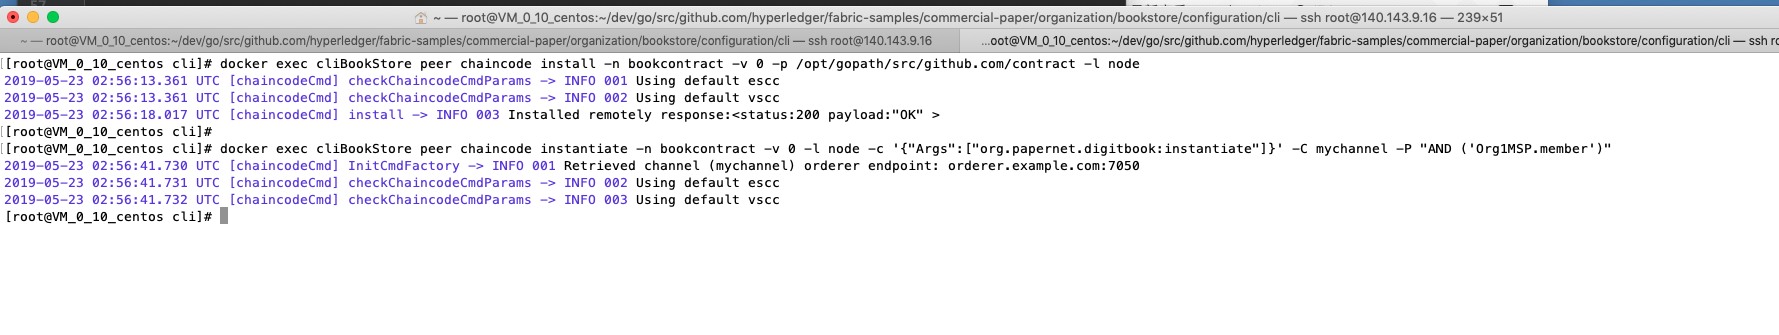 ~ — root@VM_0_10_centos:~/dev/go/src/github.com/hyperledger/fabric-samples/commercial-paper/organization/bookstore/configuration/cli — ssh root@140.143.9.16 — 239×51
~ — root@VM_0_10_centos:~/dev/go/src/github.com/hyperledger/fabric-samples/commercial-paper/organization/bookstore/configuration/cli — ssh root@140.143.9.16
...oot@VM_0_10_centos:~/dev/go/src/github.com/hyperledger/fabric-samples/commercial-paper/organization/bookstore/configuration/cli — ssh ro
[[root@VM_0_10_centos cli]# docker exec cliBookStore peer chaincode install -n bookcontract -v 0 -p /opt/gopath/src/github.com/contract -l node
2019-05-23 02:56:13.361 UTC [chaincodeCmd] checkChaincodeCmdParams -> INFO 001 Using default escc
2019-05-23 02:56:13.361 UTC [chaincodeCmd] checkChaincodeCmdParams -> INFO 002 Using default vscc
2019-05-23 02:56:18.017 UTC [chaincodeCmd] install -> INFO 003 Installed remotely response:<status:200 payload:"OK" >
[[root@VM_0_10_centos cli]#
[[root@VM_0_10_centos cli]# docker exec cliBookStore peer chaincode instantiate -n bookcontract -v 0 -l node -c '{"Args":["org.papernet.digitbook:instantiate"]}' -C mychannel -P "AND ('Org1MSP.member')"
2019-05-23 02:56:41.730 UTC [chaincodeCmd] InitCmdFactory -> INFO 001 Retrieved channel (mychannel) orderer endpoint: orderer.example.com:7050
2019-05-23 02:56:41.731 UTC [chaincodeCmd] checkChaincodeCmdParams -> INFO 002 Using default escc
2019-05-23 02:56:41.732 UTC [chaincodeCmd] checkChaincodeCmdParams -> INFO 003 Using default vscc
[root@VM_0_10_centos cli]#